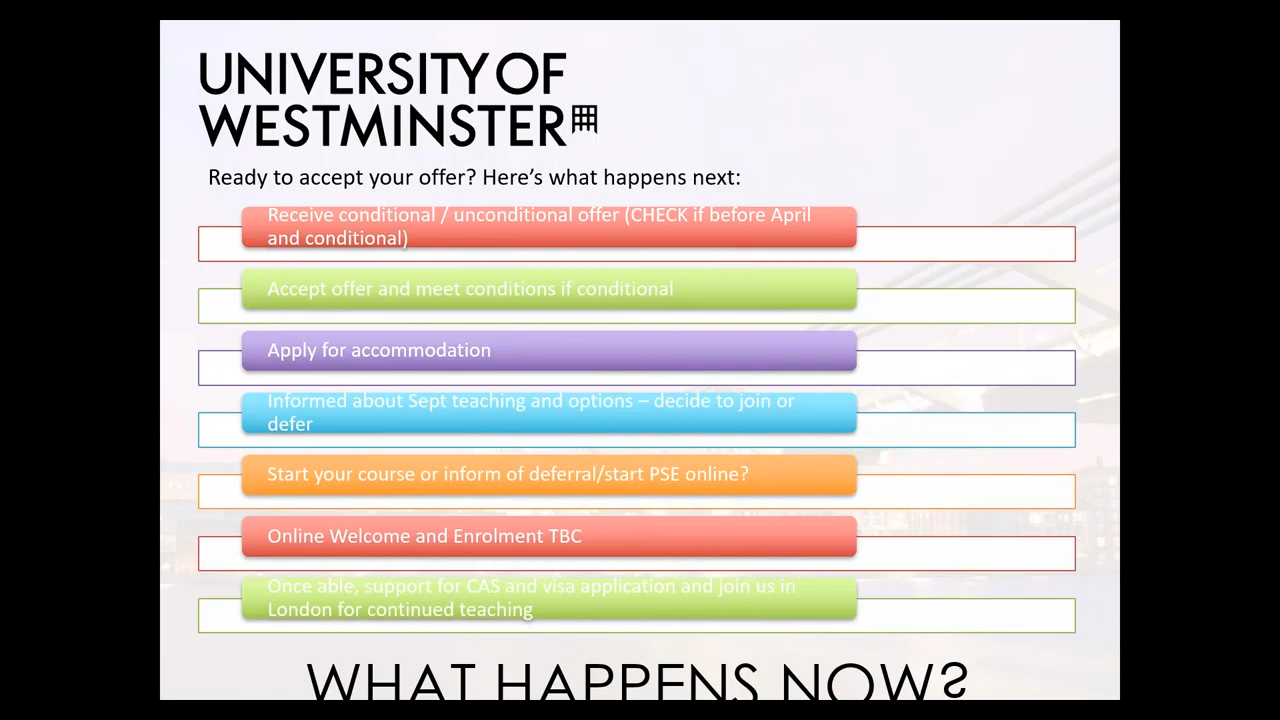 UNIVERSITY OF
WESTMINSTER
Ready to accept your offer? Here’s what happens next:
Receive conditional / unconditional offer (CHECK if before April
and conditional)
Accept offer and meet conditions if conditional
Apply for accommodation
Informed about Sept teaching and options – decide to join or
defer
Start your course or inform of deferral/start PSE online?
Online Welcome and Enrolment TBC
Once able, support for CAS and visa application and join us in
London for continued teaching
WHAT HAPPENS NOW?